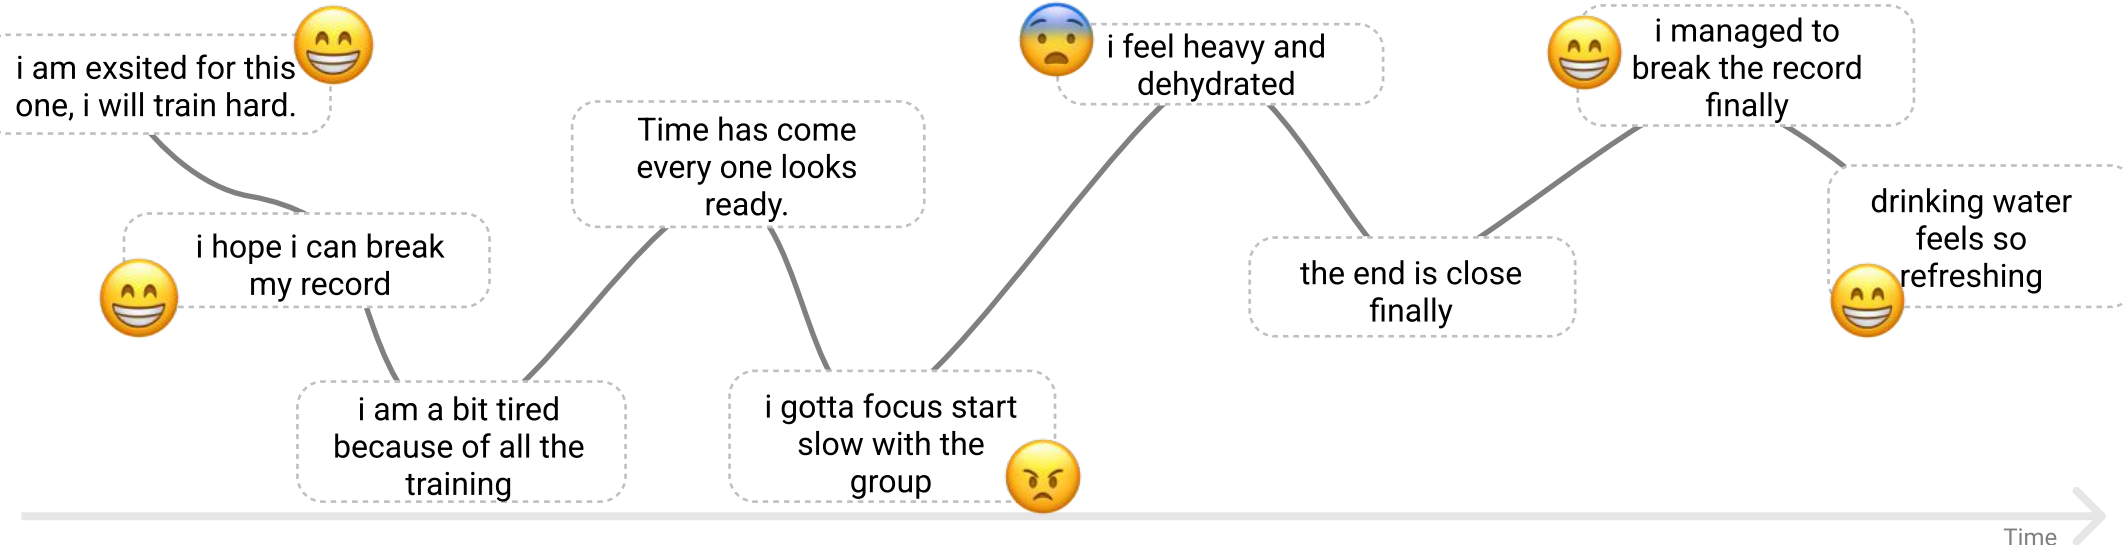 i am exsited for this
one, i will train hard.
i hope i can break
my record
i am a bit tired
because of all the
training
Time has come
every one looks
ready.
i gotta focus start
slow with the
group
i feel heavy and
dehydrated
the end is close
finally
i managed to
break the record
finally
drinking water
feels so
refreshing
Time